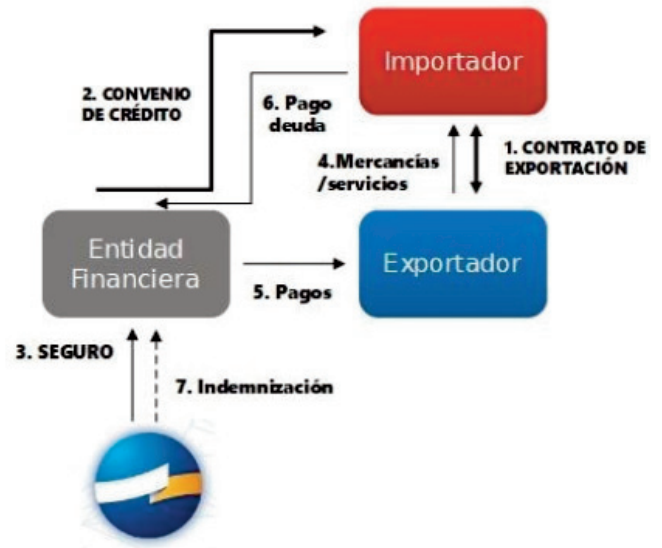 Importador
2. CONVENIO
DE CRÉDITO
6. Pago
deuda
1. CONTRATO DE
EXPORTACIÓN
4.Mercancías
/servicios
Entidad
Financiera
Exportador
5. Pagos
3. SEGURO
7. Indemnización